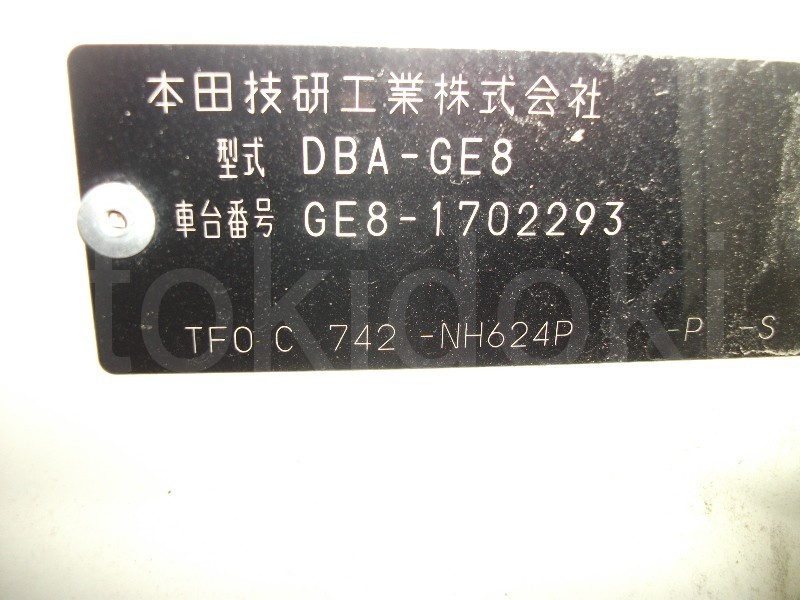 本田技研工業株式会社
型式 DBA-GE8
車台番号 GE8-1702293
tokidoki
TF0 C 742 -NH624P -P -S